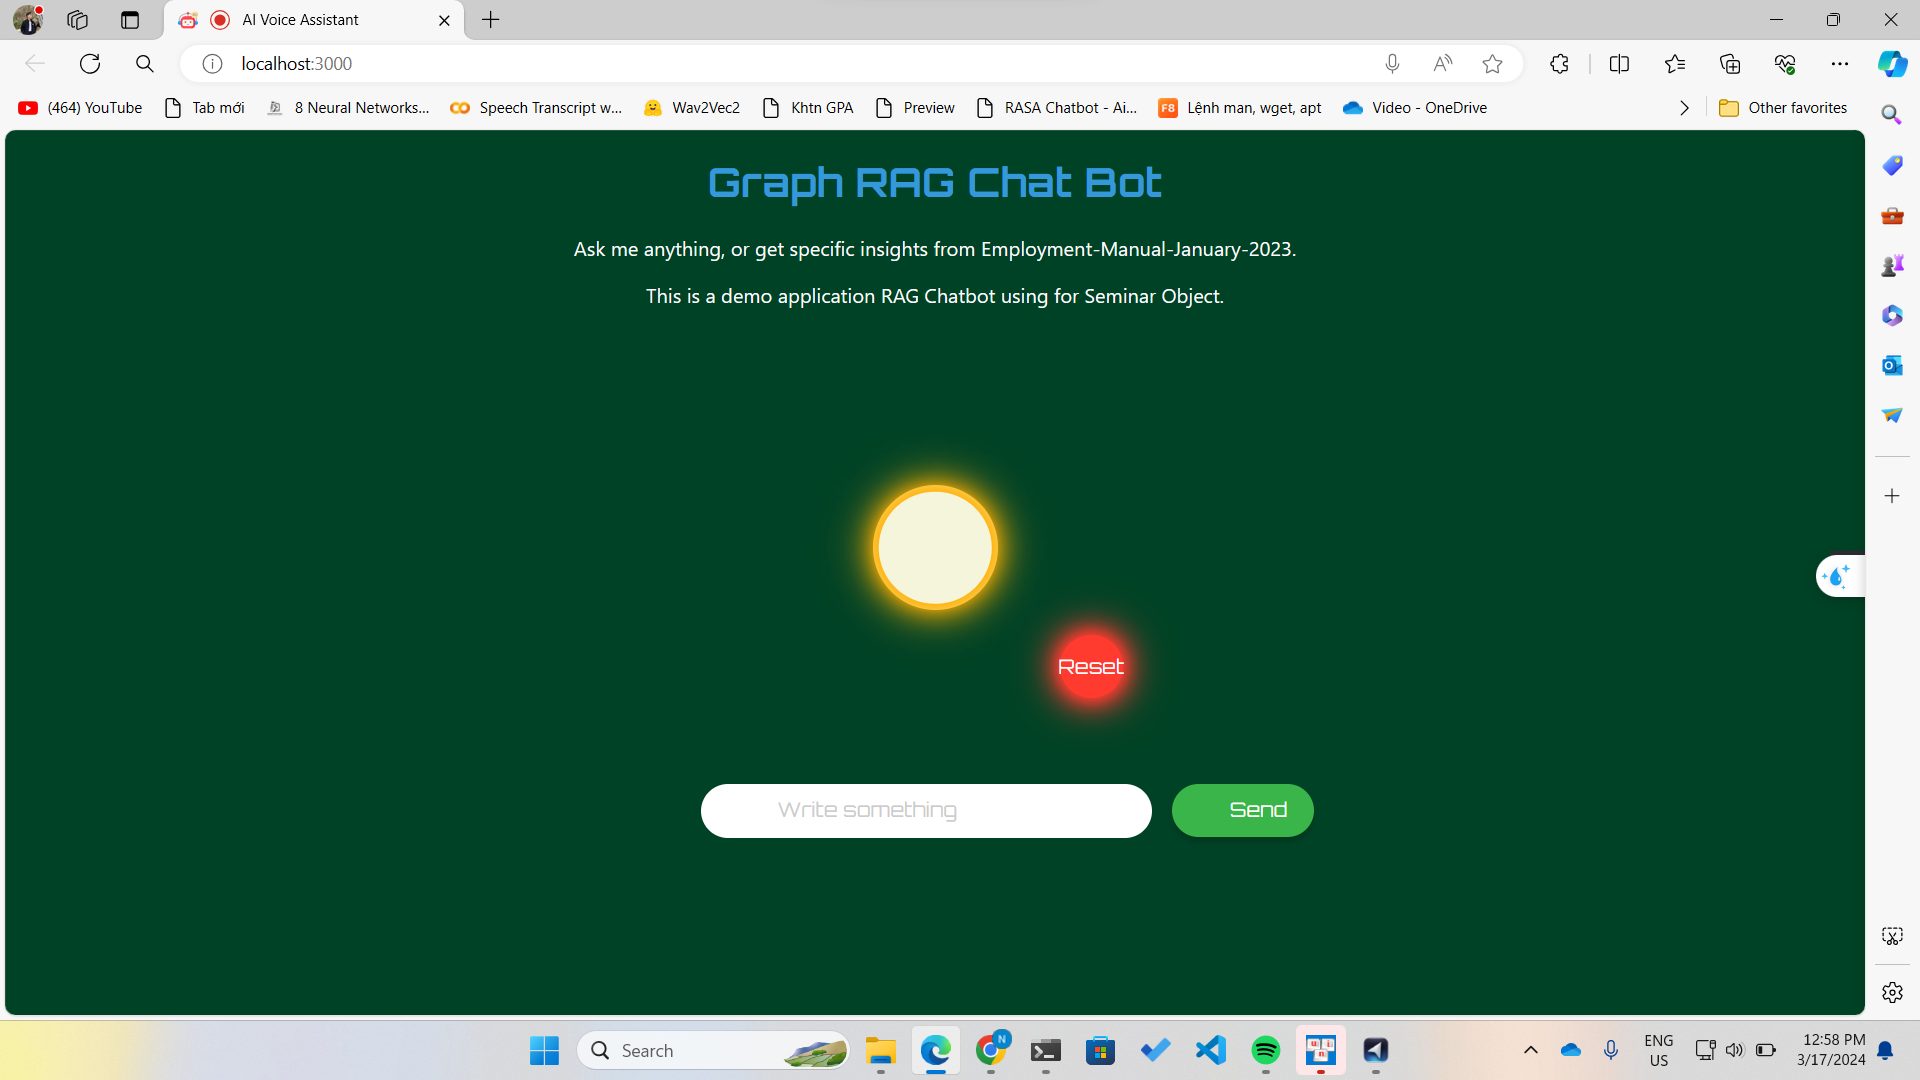 AI Voice Assistant
localhost:3000
(464) YouTube
Tab mới
8 Neural Networks...
Speech Transcript w...
Wav2Vec2
Khtn GPA
Preview
RASA Chatbot - Ai...
F8
Lệnh man, wget, apt
Video - OneDrive
Other favorites
Graph RAG Chat Bot
Ask me anything, or get specific insights from Employment-Manual-January-2023.
This is a demo application RAG Chatbot using for Seminar Object.
Reset
Write something
Send
Search
N
ENG
US
12:58 PM
3/17/2024